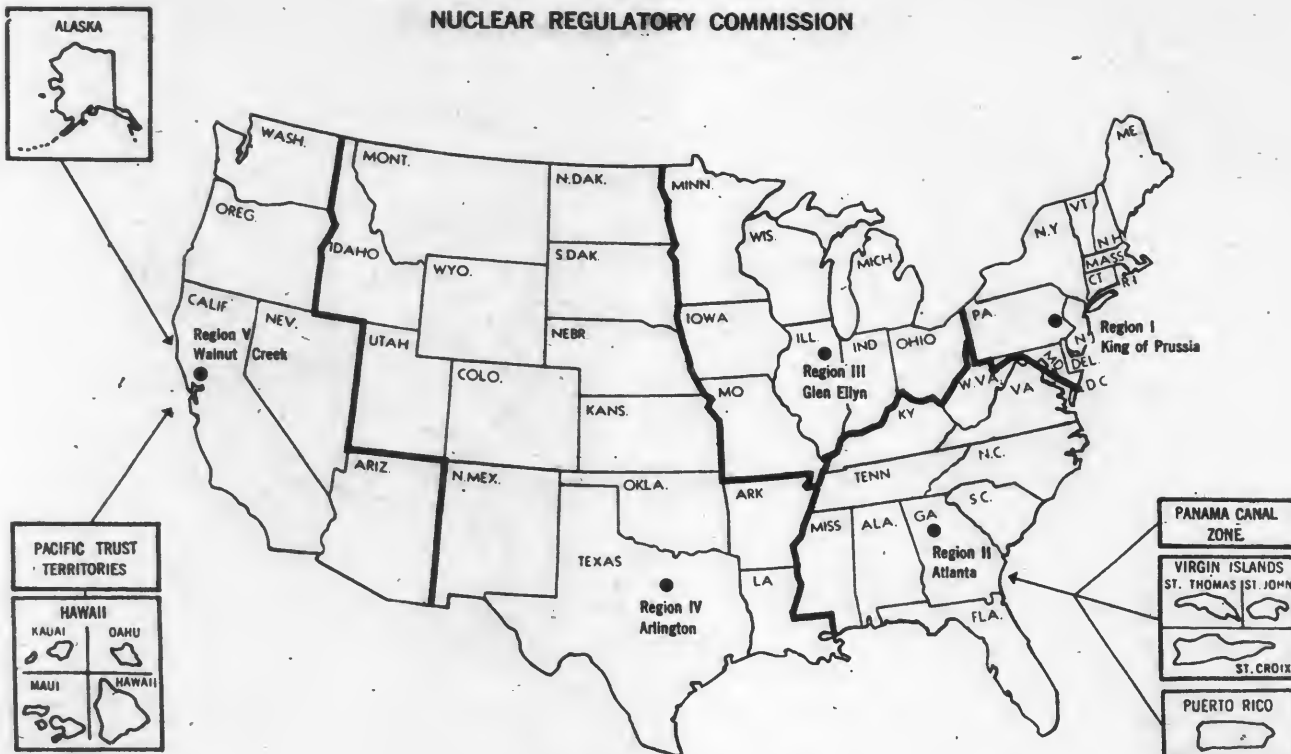 NUCLEAR REGULATORY COMMISSION
ALASKA
WASH.
OREG.
IDAHO
MONT.
WYO.
N.DAK.
S.DAK.
NEBR.
KANS.
MINN.
IOWA
MO
WIS.
MICH
ILL
IND
OHIO
Region III
Glen Ellyn
CALIF.
NEV.
Region V
Walnut Creek
UTAH
COLO.
ARIZ.
N.MEX.
OKLA.
TEXAS
Region IV
Arlington
ARK
LA
MISS
ALA.
GA
Region II
Atlanta
FLA.
TENN
KY
N.C.
S.C.
W.VA.
VA
PA.
N.Y
VT.
N H
ME.
MASS
CT
RI
N J
DEL.
MD
D C
Region I
King of Prussia
PACIFIC TRUST
TERRITORIES
HAWAII
KAUAI
OAHU
MAUI
HAWAII
PANAMA CANAL
ZONE
VIRGIN ISLANDS
ST. THOMAS
ST. JOHN
ST. CROIX
PUERTO RICO